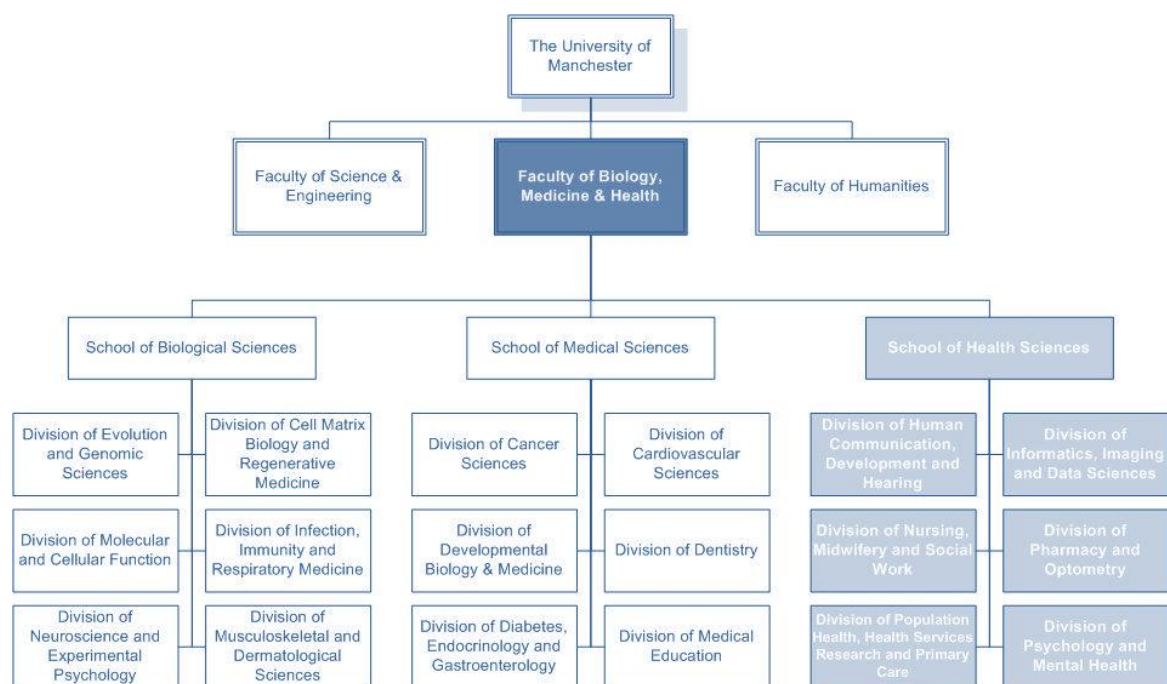 The University of
Manchester
Faculty of Science &
Engineering
Faculty of Biology,
Medicine & Health
Faculty of Humanities
School of Biological Sciences
School of Medical Sciences
School of Health Sciences
Division of Evolution
and Genomic
Sciences
Division of Cell Matrix
Biology and
Regenerative
Medicine
Division of Cancer
Sciences
Division of
Cardiovascular
Sciences
Division of Human
Communication,
Development and
Hearing
Division of
Informatics, Imaging
and Data Sciences
Division of Molecular
and Cellular Function
Division of Infection,
Immunity and
Respiratory Medicine
Division of
Developmental
Biology & Medicine
Division of Dentistry
Division of Nursing,
Midwifery and Social
Work
Division of
Pharmacy and
Optometry
Division of
Neuroscience and
Experimental
Psychology
Division of
Musculoskeletal and
Dermatological
Sciences
Division of Diabetes,
Endocrinology and
Gastroenterology
Division of Medical
Education
Division of Population
Health, Health Services
Research and Primary
Care
Division of
Psychology and
Mental Health